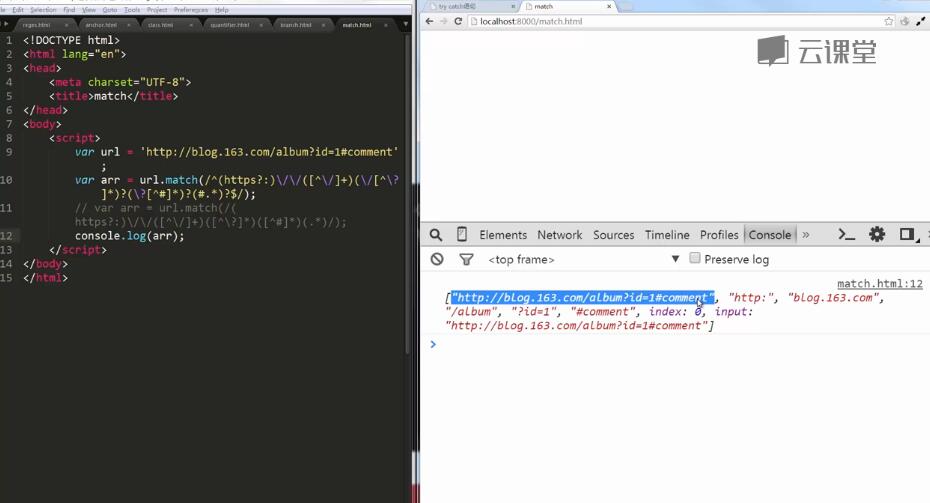 Edit Selection Find View Goto Tools Project Preferences Help
regex.html anchor.html class.html quantifier.html branch.html match.html
1 <!DOCTYPE html>
2 <html lang="en">
3 <head>
4 <meta charset="UTF-8">
5 <title>match</title>
6 </head>
7 <body>
8 <script>
9 var url = 'http://blog.163.com/album?id=1#comment'
;
10 var arr = url.match(/^(https?:)\/\/([^\/]+)(\/[^\?
]*)?(\?[^#]*)?(#.*)?$/);
11 // var arr = url.match(/(
https?:)\/\/([^\/]+)([^\?]*)([^#]*)(.*)/);
12 console.log(arr);
13 </script>
14 </body>
15 </html>
try catch语句 match
localhost:8000/match.html
云课堂
Elements Network Sources Timeline Profiles Console »
<top frame> Preserve log
match.html:12
["http://blog.163.com/album?id=1#comment", "http:", "blog.163.com",
"/album", "?id=1", "#comment", index: 0, input:
"http://blog.163.com/album?id=1#comment"]